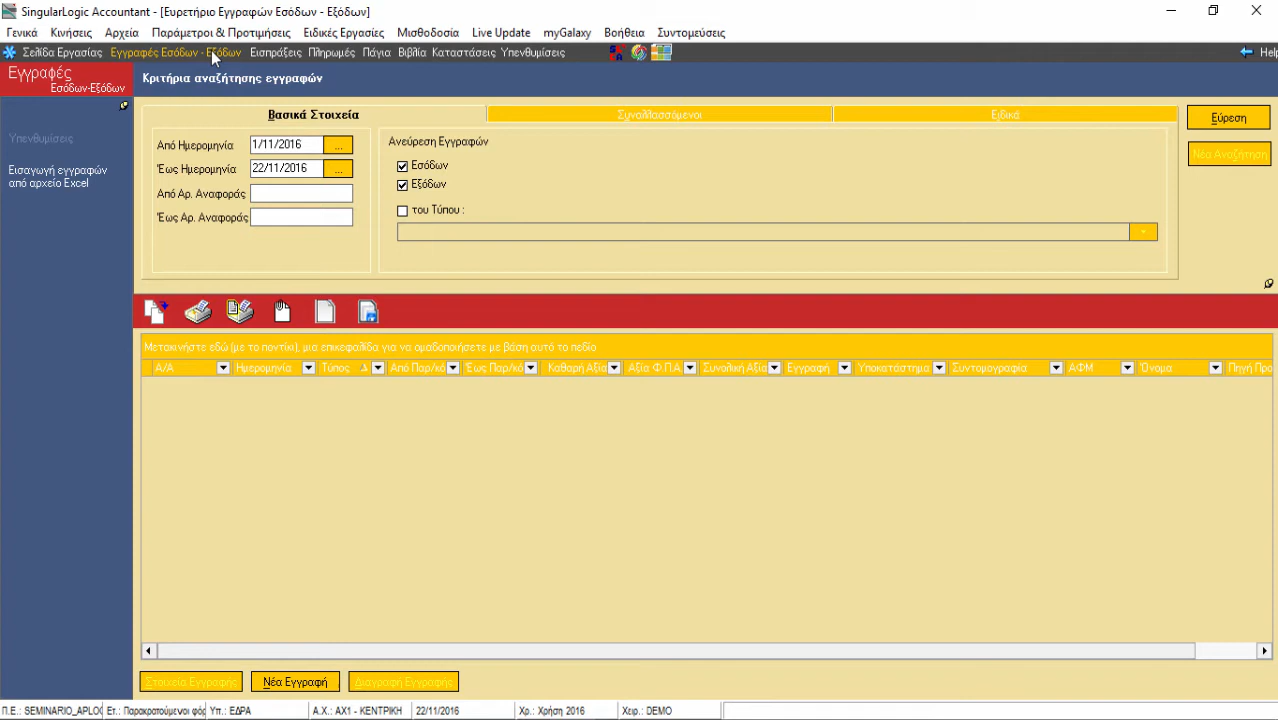 SingularLogic Accountant - [Ευρετήριο Εγγραφών Εσόδων - Εξόδων]
Γενικά Κινήσεις Αρχεία Παράμετροι & Προτιμήσεις Ειδικές Εργασίες Μισθοδοσία Live Update myGalaxy Βοήθεια Συντομεύσεις
Σελίδα Εργασίας Εγγραφές Εσόδων - Εξόδων Εισπράξεις Πληρωμές Πάγια Βιβλία Καταστάσεις Υπενθυμίσεις Help
Εγγραφές
Εσόδων-Εξόδων
Κριτήρια αναζήτησης εγγραφών
Υπενθυμίσεις
Εισαγωγή εγγραφών
από αρχείο Excel
Βασικά Στοιχεία Συναλλασσόμενοι Ειδικά
Εύρεση
Νέα Αναζήτηση
Από Ημερομηνία 1/11/2016 ...
Έως Ημερομηνία 22/11/2016 ...
Από Αρ. Αναφοράς
Έως Αρ. Αναφοράς
Ανεύρεση Εγγραφών
Εσόδων
Εξόδων
του Τύπου :
Μετακινήστε εδώ (με το ποντίκι), μια επικεφαλίδα για να ομαδοποιήσετε με βάση αυτό το πεδίο
Α/Α Ημερομηνία Τύπος Από Παρ/κό Έως Παρ/κό Καθαρή Αξία Αξία Φ.Π.Α. Συνολική Αξία Εγγραφή Υποκατάστημα Συντομογραφία ΑΦΜ Όνομα Πηγή Προ
Στοιχεία Εγγραφής Νέα Εγγραφή Διαγραφή Εγγραφής
Π.Ε.: SEMINARIO_APLOG Ετ.: Παρακρατούμενοι φόρ Υπ.: ΕΔΡΑ Α.Χ.: ΑΧ1 - ΚΕΝΤΡΙΚΗ 22/11/2016 Χρ.: Χρήση 2016 Χειρ.: DEMO